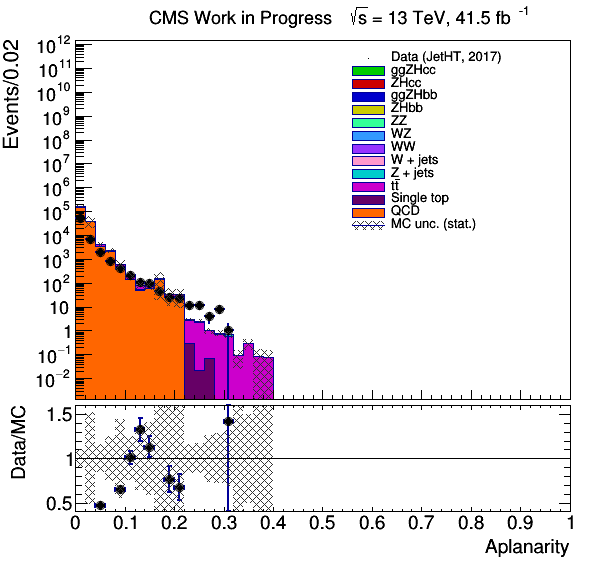 CMS Work in Progress √s = 13 TeV, 41.5 fb⁻¹
Events/0.02
10¹²
10¹¹
10¹⁰
10⁹
10⁸
10⁷
10⁶
10⁵
10⁴
10³
10²
10
1
10⁻¹
10⁻²
Data (JetHT, 2017)
ggZHcc
ZHcc
ggZHbb
ZHbb
ZZ
WZ
WW
W + jets
Z + jets
tt̄
Single top
QCD
MC unc. (stat.)
Data/MC
1.5
1
0.5
0 0.1 0.2 0.3 0.4 0.5 0.6 0.7 0.8 0.9 1
Aplanarity